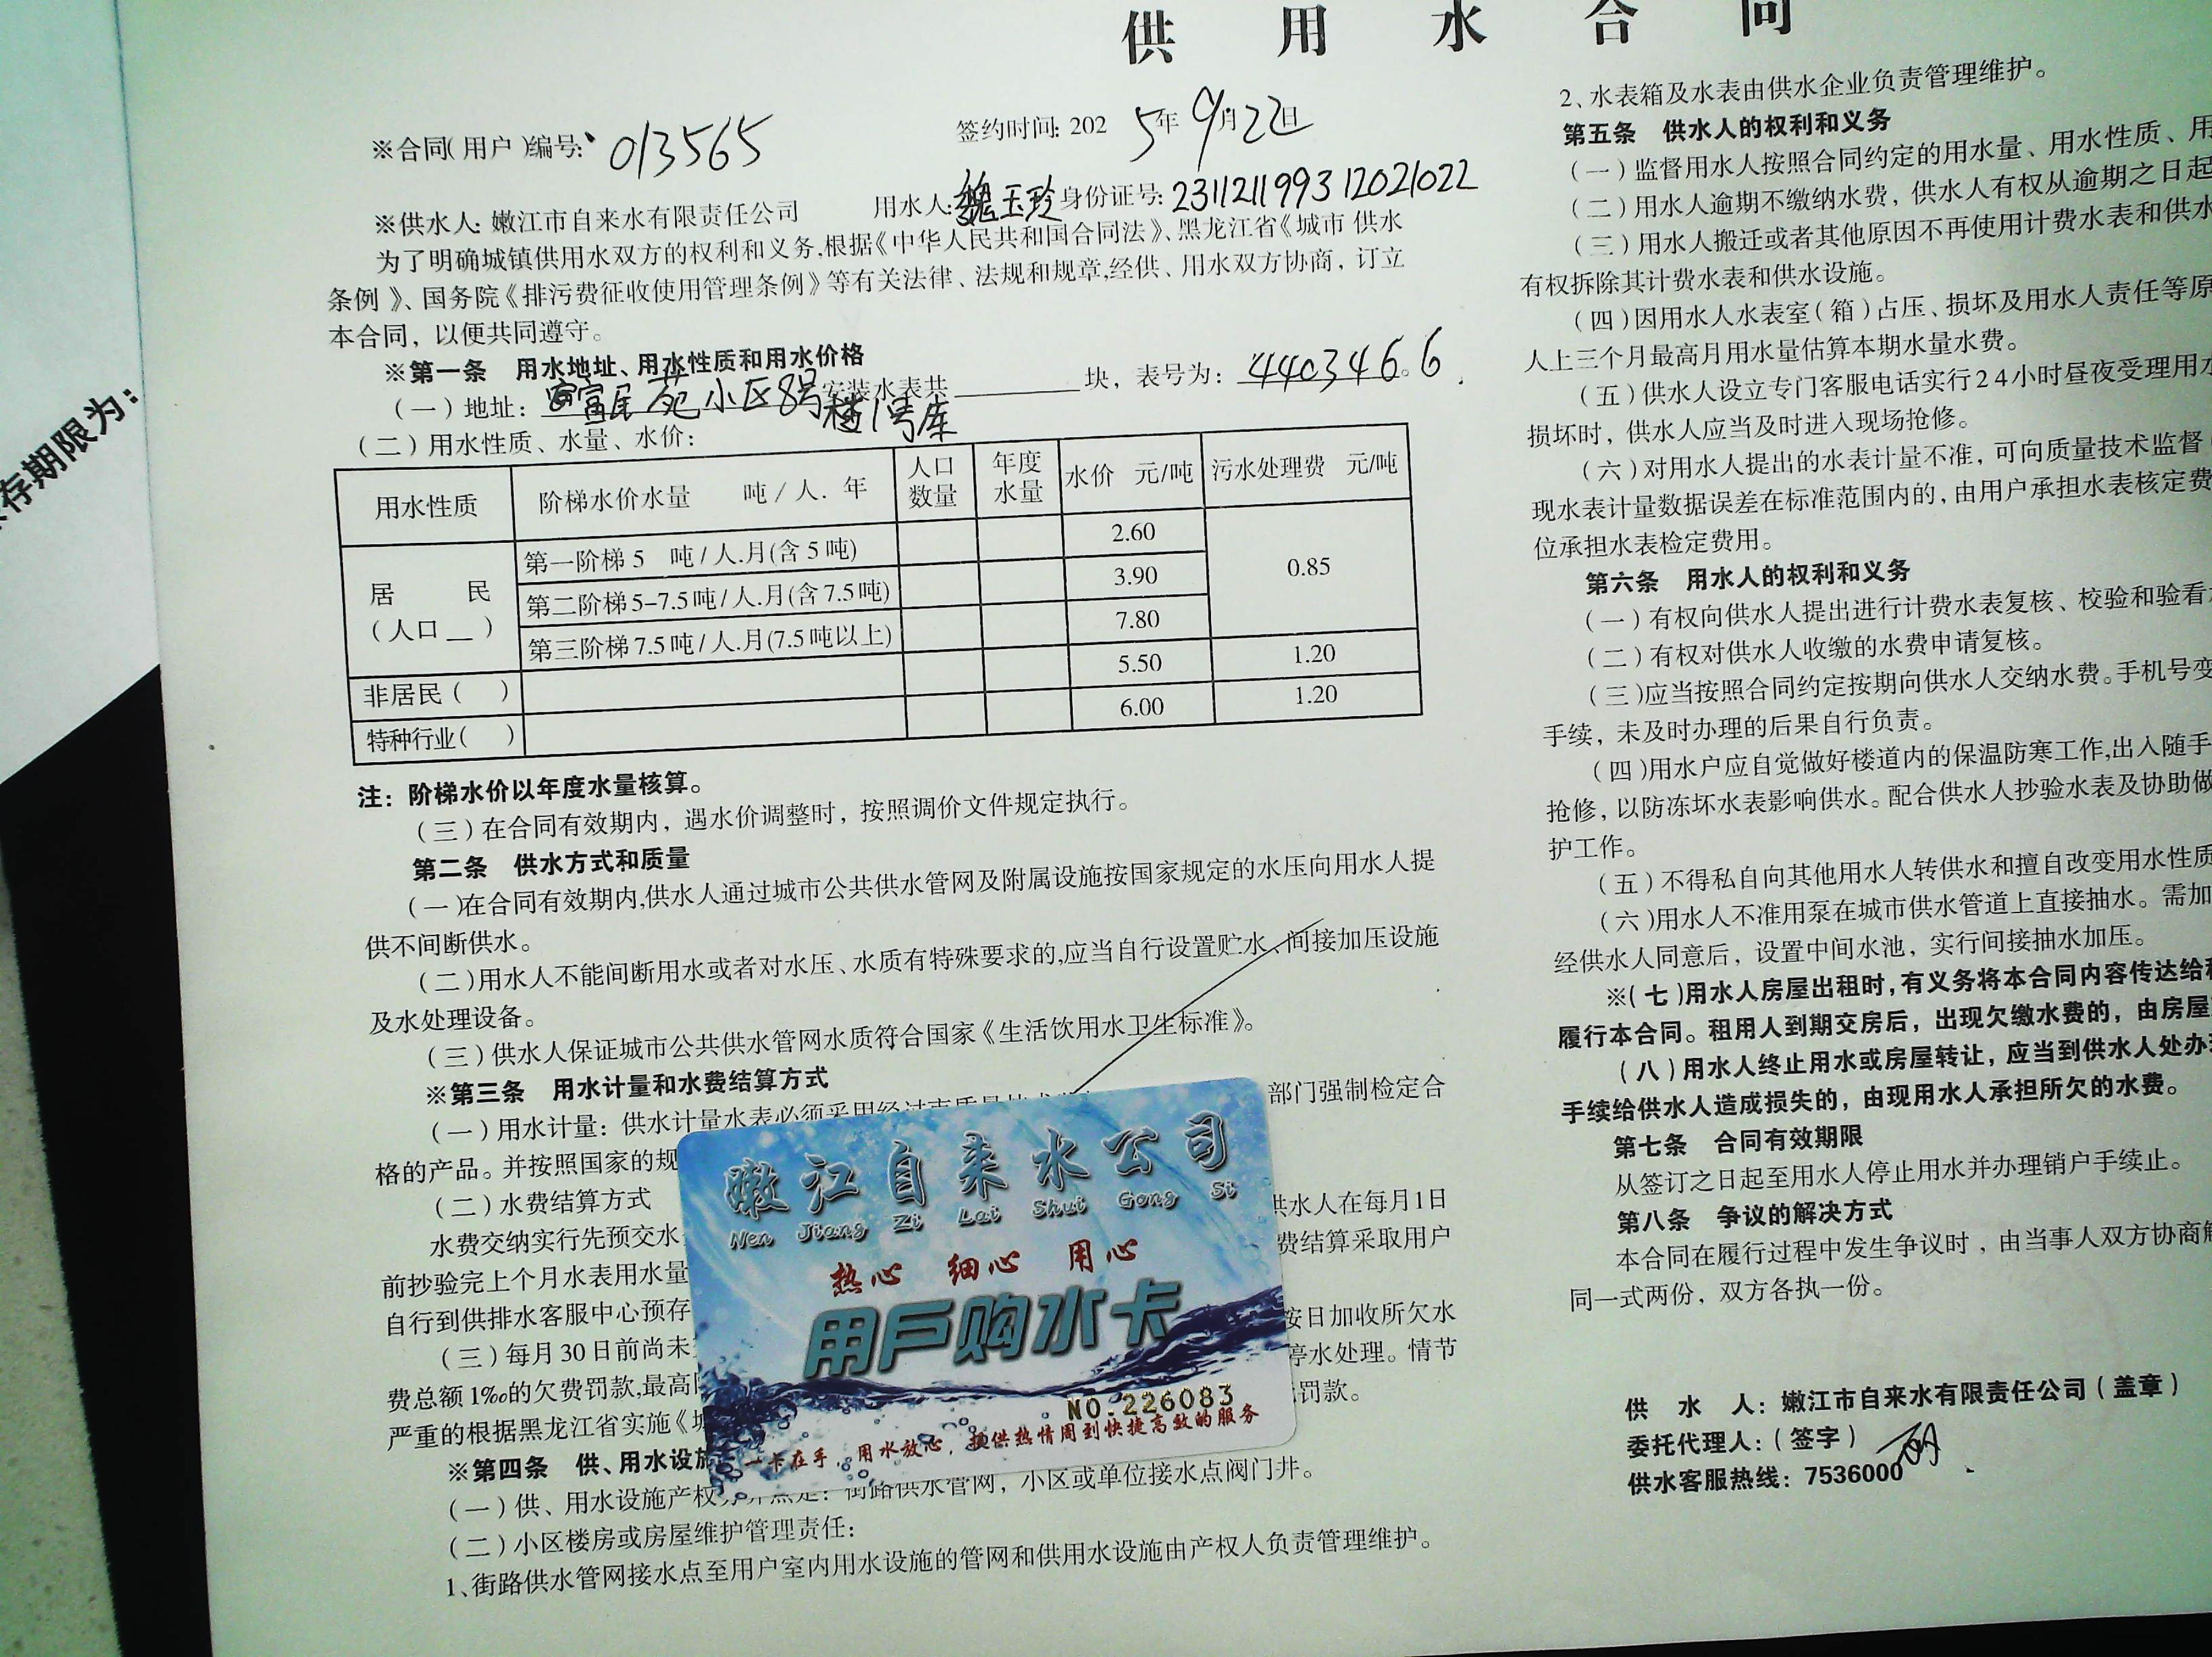 供用水合同
※合同(用户)编号: 013565
签约时间: 2025年9月22日
※供水人: 嫩江市自来水有限责任公司
用水人: 魏玉玲 身份证号: 231121199312021022
为了明确城镇供用水双方的权利和义务,根据《中华人民共和国合同法》、黑龙江省《城市 供水
条例》、国务院《排污费征收使用管理条例》等有关法律、法规和规章,经供、用水双方协商，订立
本合同，以便共同遵守。
※第一条 用水地址、用水性质和用水价格
(一)地址: 富居苑小区8号楼1号库 安装水表共 块，表号为: 440346.6
(二)用水性质、水量、水价:
用水性质 阶梯水价水量 吨/人.年 人口数量 年度水量 水价 元/吨 污水处理费 元/吨
居 民
(人口__)
第一阶梯5 吨/人.月(含5吨) 2.60
第二阶梯5-7.5吨/人.月(含7.5吨) 3.90 0.85
第三阶梯7.5吨/人.月(7.5吨以上) 7.80
非居民( ) 5.50 1.20
特种行业( ) 6.00 1.20
注: 阶梯水价以年度水量核算。
(三)在合同有效期内，遇水价调整时，按照调价文件规定执行。
第二条 供水方式和质量
(一)在合同有效期内,供水人通过城市公共供水管网及附属设施按国家规定的水压向用水人提
供不间断供水。
(二)用水人不能间断用水或者对水压、水质有特殊要求的,应当自行设置贮水、间接加压设施
及水处理设备。
(三)供水人保证城市公共供水管网水质符合国家《生活饮用水卫生标准》。
※第三条 用水计量和水费结算方式
(一)用水计量: 供水计量水表必须采用经过市质量技术 部门强制检定合
格的产品。并按照国家的规
(二)水费结算方式 供水人在每月1日
水费交纳实行先预交水 费结算采取用户
前抄验完上个月水表用水量
自行到供排水客服中心预存
(三)每月30日前尚未 按日加收所欠水
费总额1‰的欠费罚款,最高 停水处理。情节
严重的根据黑龙江省实施《城 罚款。
※第四条 供、用水设施
(一)供、用水设施产权分界点是: 街路供水管网，小区或单位接水点阀门井。
(二)小区楼房或房屋维护管理责任:
1、街路供水管网接水点至用户室内用水设施的管网和供用水设施由产权人负责管理维护。
嫩江自来水公司
Nen Jiang Zi Lai Shui Gong Si
热心 细心 用心
用戶购水卡
NO.226083
一卡在手，用水放心，提供热情周到快捷高效的服务
2、水表箱及水表由供水企业负责管理维护。
第五条 供水人的权利和义务
(一)监督用水人按照合同约定的用水量、用水性质、用
(二)用水人逾期不缴纳水费，供水人有权从逾期之日起
(三)用水人搬迁或者其他原因不再使用计费水表和供水
有权拆除其计费水表和供水设施。
(四)因用水人水表室(箱)占压、损坏及用水人责任等原
人上三个月最高月用水量估算本期水量水费。
(五)供水人设立专门客服电话实行24小时昼夜受理用水
损坏时，供水人应当及时进入现场抢修。
(六)对用水人提出的水表计量不准，可向质量技术监督
现水表计量数据误差在标准范围内的,由用户承担水表核定费
位承担水表检定费用。
第六条 用水人的权利和义务
(一)有权向供水人提出进行计费水表复核、校验和验看
(二)有权对供水人收缴的水费申请复核。
(三)应当按照合同约定按期向供水人交纳水费。手机号变
手续，未及时办理的后果自行负责。
(四)用水户应自觉做好楼道内的保温防寒工作,出入随手
抢修，以防冻坏水表影响供水。配合供水人抄验水表及协助做
护工作。
(五)不得私自向其他用水人转供水和擅自改变用水性质
(六)用水人不准用泵在城市供水管道上直接抽水。需加
经供水人同意后，设置中间水池，实行间接抽水加压。
※(七)用水人房屋出租时,有义务将本合同内容传达给
履行本合同。租用人到期交房后，出现欠缴水费的，由房屋
(八)用水人终止用水或房屋转让，应当到供水人处办
手续给供水人造成损失的，由现用水人承担所欠的水费。
第七条 合同有效期限
从签订之日起至用水人停止用水并办理销户手续止。
第八条 争议的解决方式
本合同在履行过程中发生争议时，由当事人双方协商解
同一式两份，双方各执一份。
供 水 人: 嫩江市自来水有限责任公司(盖章)
委托代理人:(签字)
供水客服热线: 7536000
存期限为: